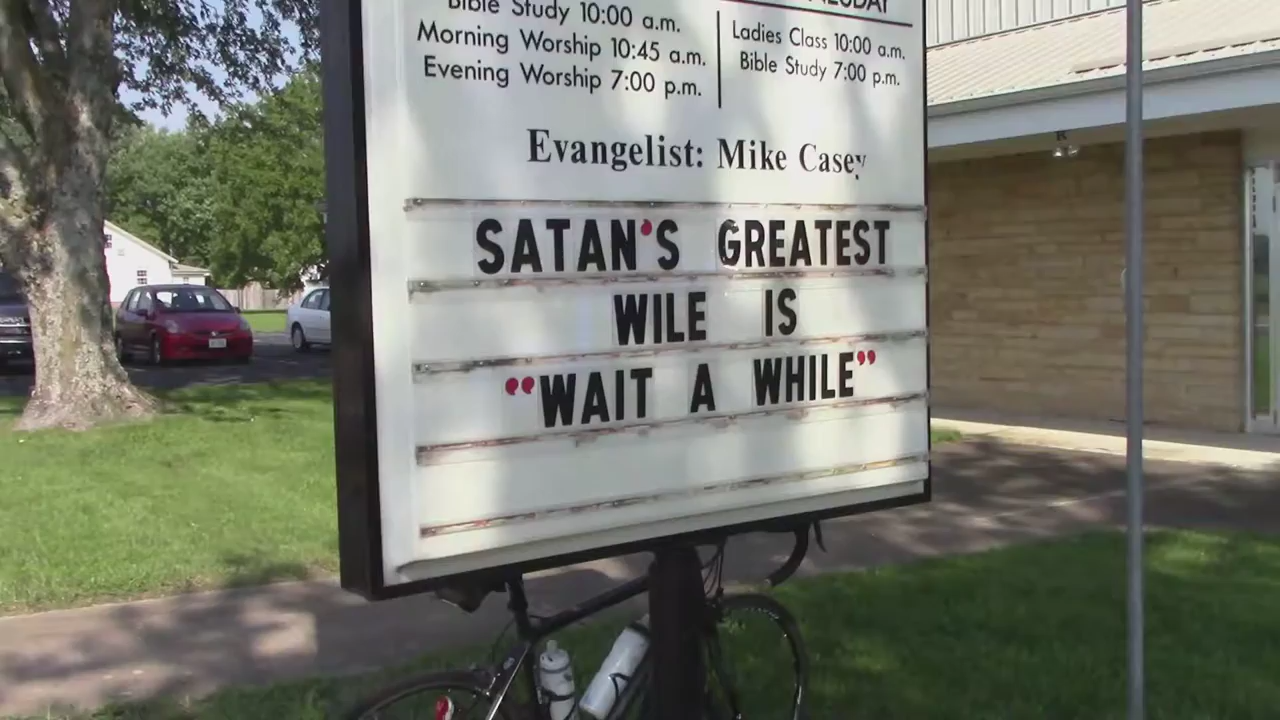 Bible Study 10:00 a.m.
Morning Worship 10:45 a.m.
Evening Worship 7:00 p.m.
Ladies Class 10:00 a.m.
Bible Study 7:00 p.m.
Evangelist: Mike Casey
SATAN'S GREATEST
WILE IS
"WAIT A WHILE"